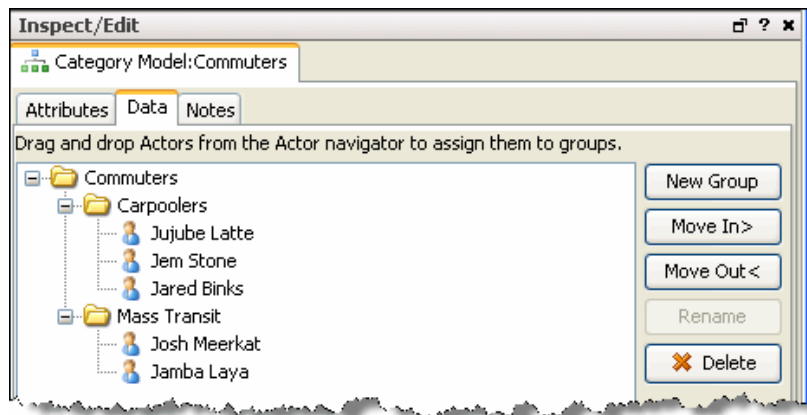 Inspect/Edit
Category Model:Commuters
Attributes Data Notes
Drag and drop Actors from the Actor navigator to assign them to groups.
Commuters
Carpoolers
Jujube Latte
Jem Stone
Jared Binks
Mass Transit
Josh Meerkat
Jamba Laya
New Group
Move In>
Move Out<
Rename
Delete